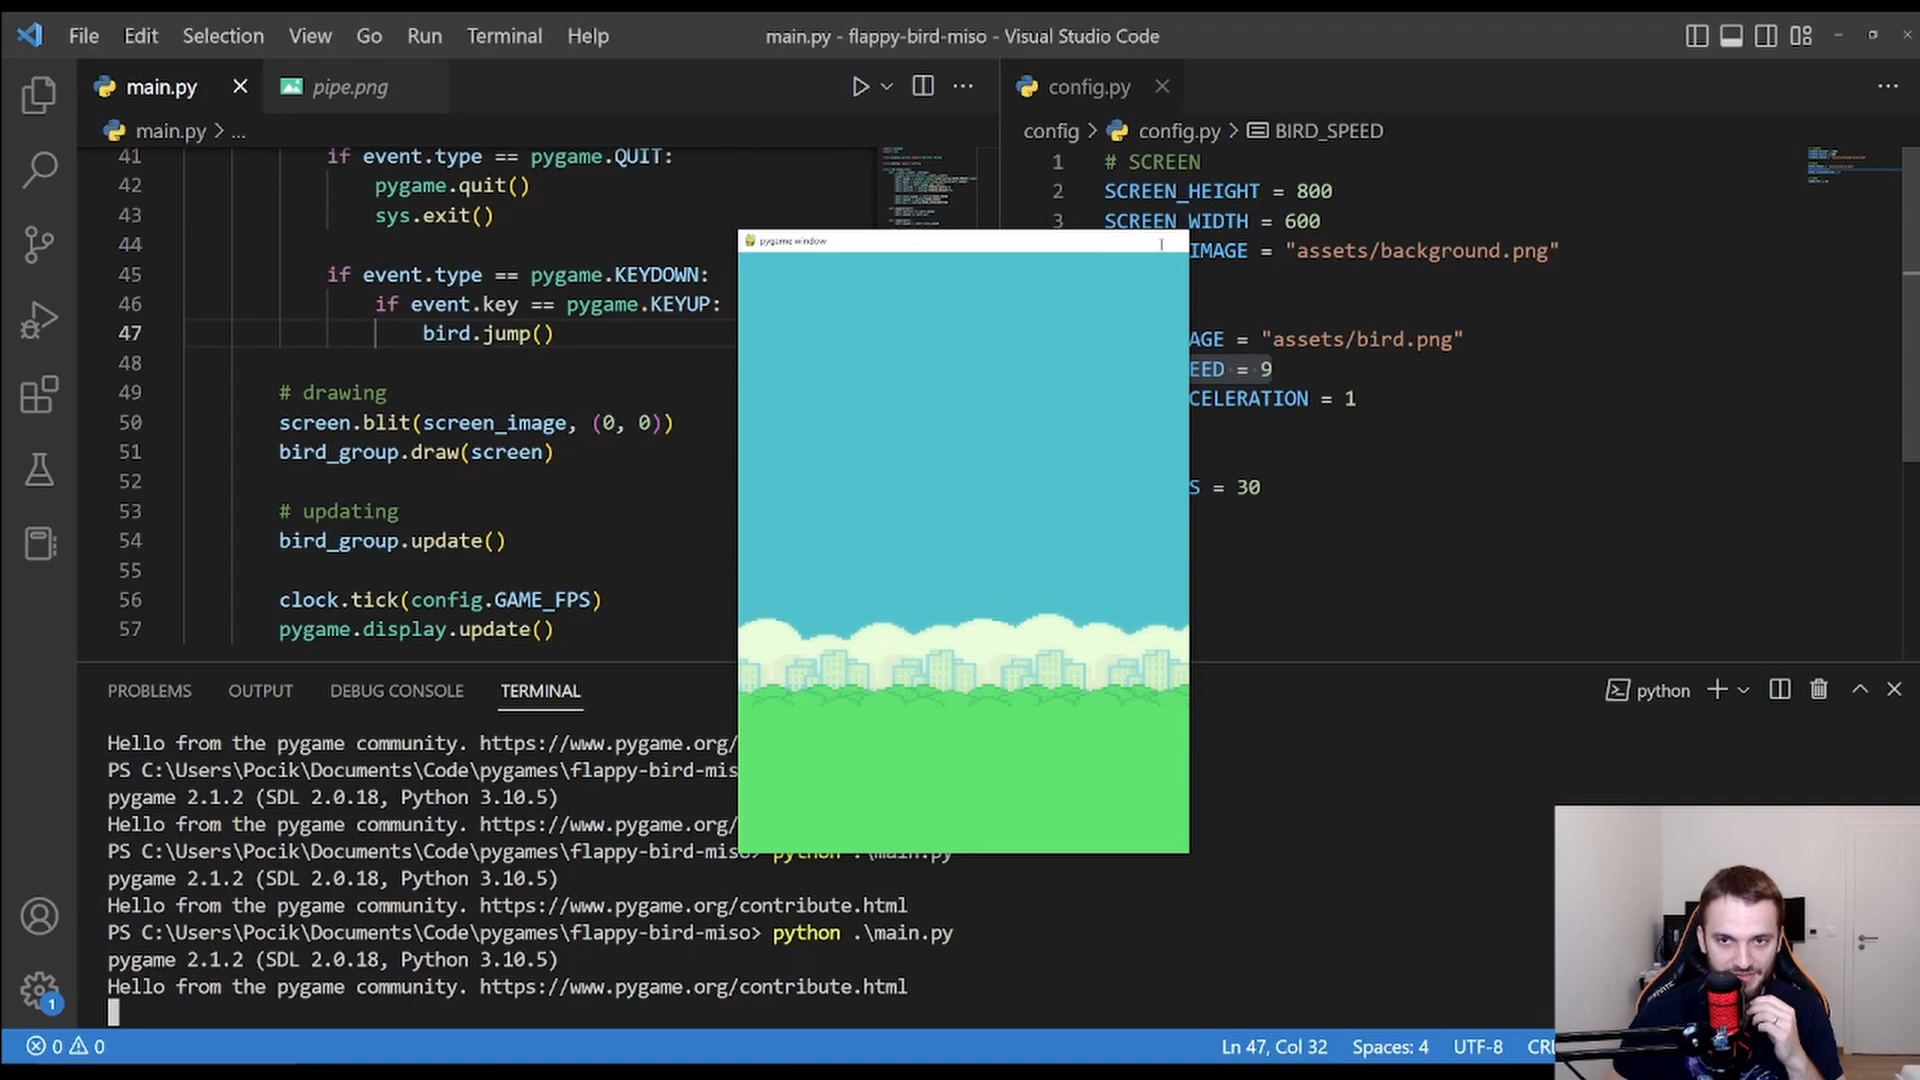 File Edit Selection View Go Run Terminal Help
main.py - flappy-bird-miso - Visual Studio Code
main.py
pipe.png
main.py > ...
41 if event.type == pygame.QUIT:
42 pygame.quit()
43 sys.exit()
44
45 if event.type == pygame.KEYDOWN:
46 if event.key == pygame.KEYUP:
47 bird.jump()
48
49 # drawing
50 screen.blit(screen_image, (0, 0))
51 bird_group.draw(screen)
52
53 # updating
54 bird_group.update()
55
56 clock.tick(config.GAME_FPS)
57 pygame.display.update()
config.py
config > config.py > BIRD_SPEED
1 # SCREEN
2 SCREEN_HEIGHT = 800
3 SCREEN_WIDTH = 600
IMAGE = "assets/background.png"
AGE = "assets/bird.png"
EED = 9
CELERATION = 1
S = 30
pygame window
PROBLEMS OUTPUT DEBUG CONSOLE TERMINAL
python
Hello from the pygame community. https://www.pygame.org/
PS C:\Users\Pocik\Documents\Code\pygames\flappy-bird-mis
pygame 2.1.2 (SDL 2.0.18, Python 3.10.5)
Hello from the pygame community. https://www.pygame.org/
PS C:\Users\Pocik\Documents\Code\pygames\flappy-bird-miso> python .\main.py
pygame 2.1.2 (SDL 2.0.18, Python 3.10.5)
Hello from the pygame community. https://www.pygame.org/contribute.html
PS C:\Users\Pocik\Documents\Code\pygames\flappy-bird-miso> python .\main.py
pygame 2.1.2 (SDL 2.0.18, Python 3.10.5)
Hello from the pygame community. https://www.pygame.org/contribute.html
1
0 0
Ln 47, Col 32 Spaces: 4 UTF-8 CRL